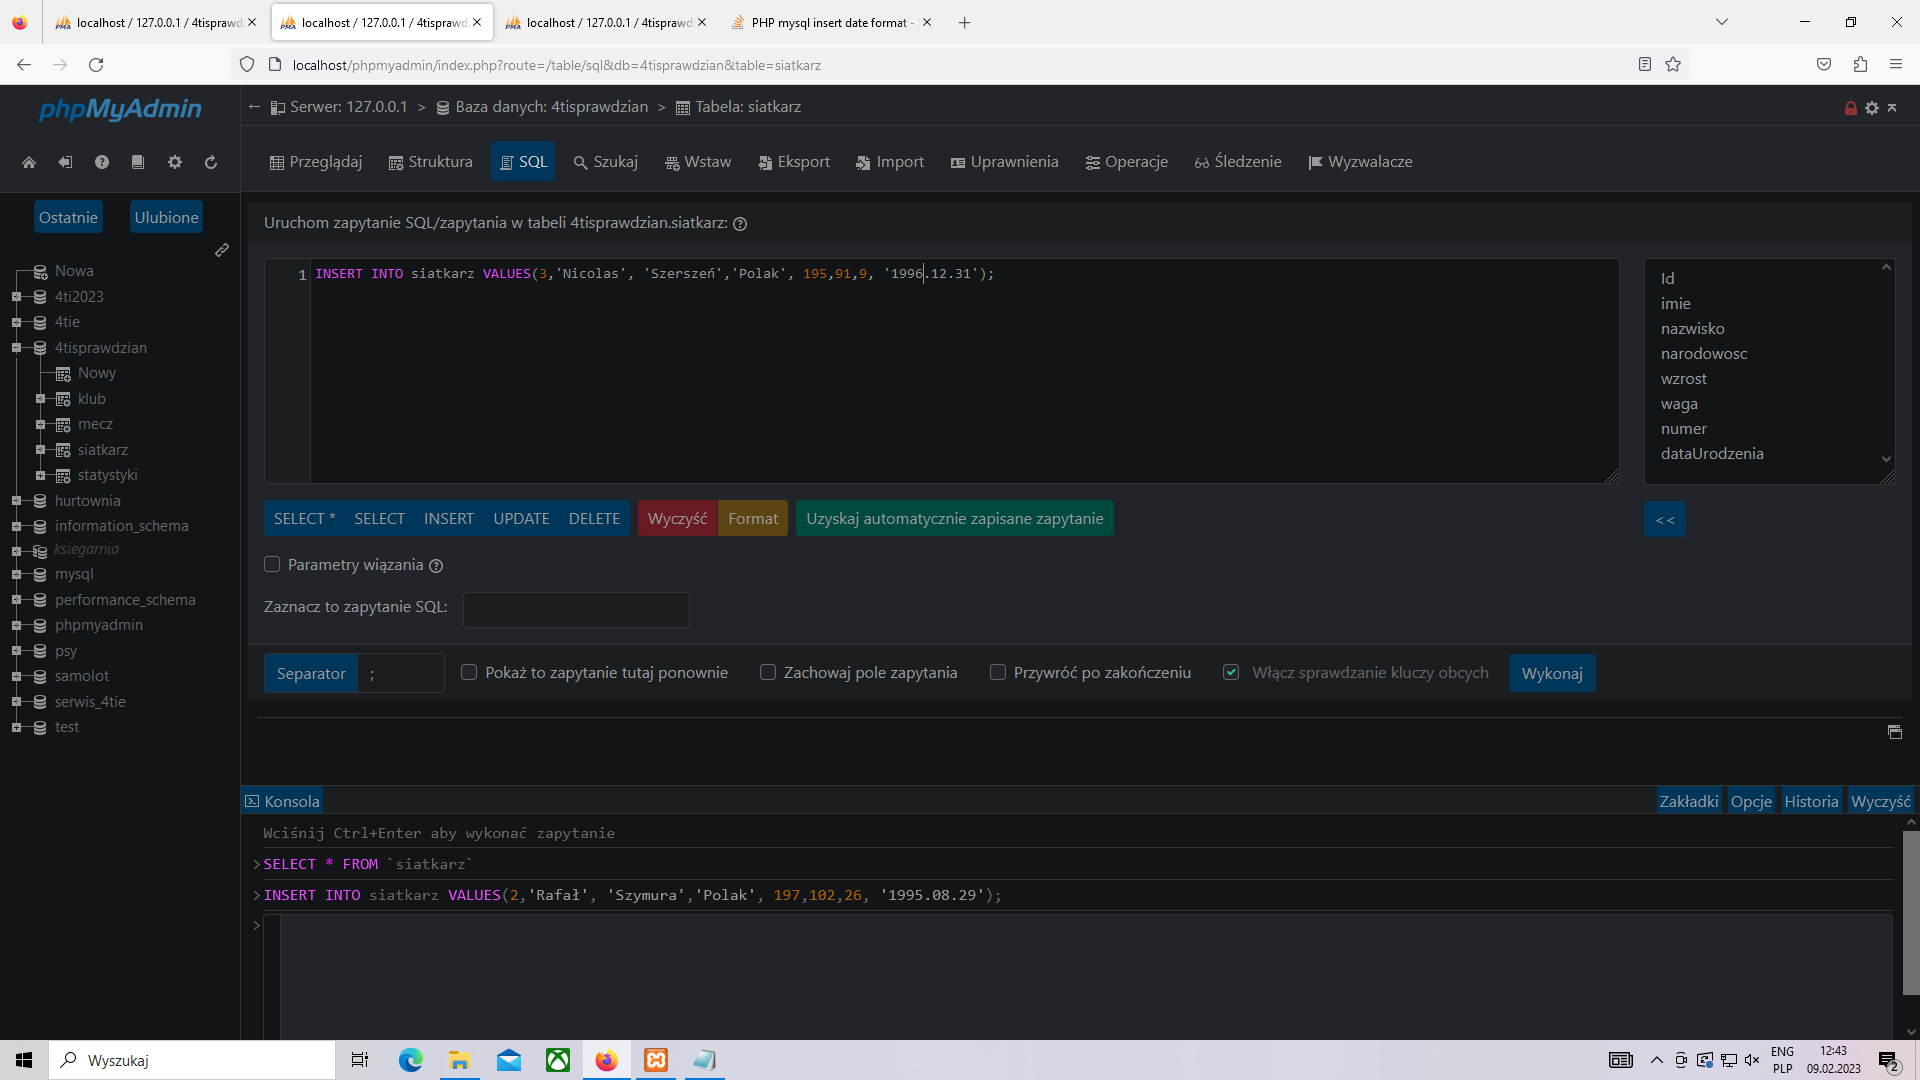 localhost / 127.0.0.1 / 4tisprawd
localhost / 127.0.0.1 / 4tisprawd
localhost / 127.0.0.1 / 4tisprawdz
PHP mysql insert date format -
localhost/phpmyadmin/index.php?route=/table/sql&db=4tisprawdzian&table=siatkarz
phpMyAdmin
Ostatnie
Ulubione
Nowa
4ti2023
4tie
4tisprawdzian
Nowy
klub
mecz
siatkarz
statystyki
hurtownia
information_schema
ksiegarnia
mysql
performance_schema
phpmyadmin
psy
samolot
serwis_4tie
test
Serwer: 127.0.0.1 > Baza danych: 4tisprawdzian > Tabela: siatkarz
Przeglądaj Struktura SQL Szukaj Wstaw Eksport Import Uprawnienia Operacje Śledzenie Wyzwalacze
Uruchom zapytanie SQL/zapytania w tabeli 4tisprawdzian.siatkarz:
1 INSERT INTO siatkarz VALUES(3,'Nicolas', 'Szerszeń','Polak', 195,91,9, '1996.12.31');
Id
imie
nazwisko
narodowosc
wzrost
waga
numer
dataUrodzenia
SELECT * SELECT INSERT UPDATE DELETE Wyczyść Format Uzyskaj automatycznie zapisane zapytanie
<<
Parametry wiązania
Zaznacz to zapytanie SQL:
Separator ; Pokaż to zapytanie tutaj ponownie Zachowaj pole zapytania Przywróć po zakończeniu Włącz sprawdzanie kluczy obcych Wykonaj
Konsola
Zakładki Opcje Historia Wyczyść
Wciśnij Ctrl+Enter aby wykonać zapytanie
>SELECT * FROM `siatkarz`
>INSERT INTO siatkarz VALUES(2,'Rafał', 'Szymura','Polak', 197,102,26, '1995.08.29');
>
Wyszukaj
ENG
PLP
12:43
09.02.2023
2